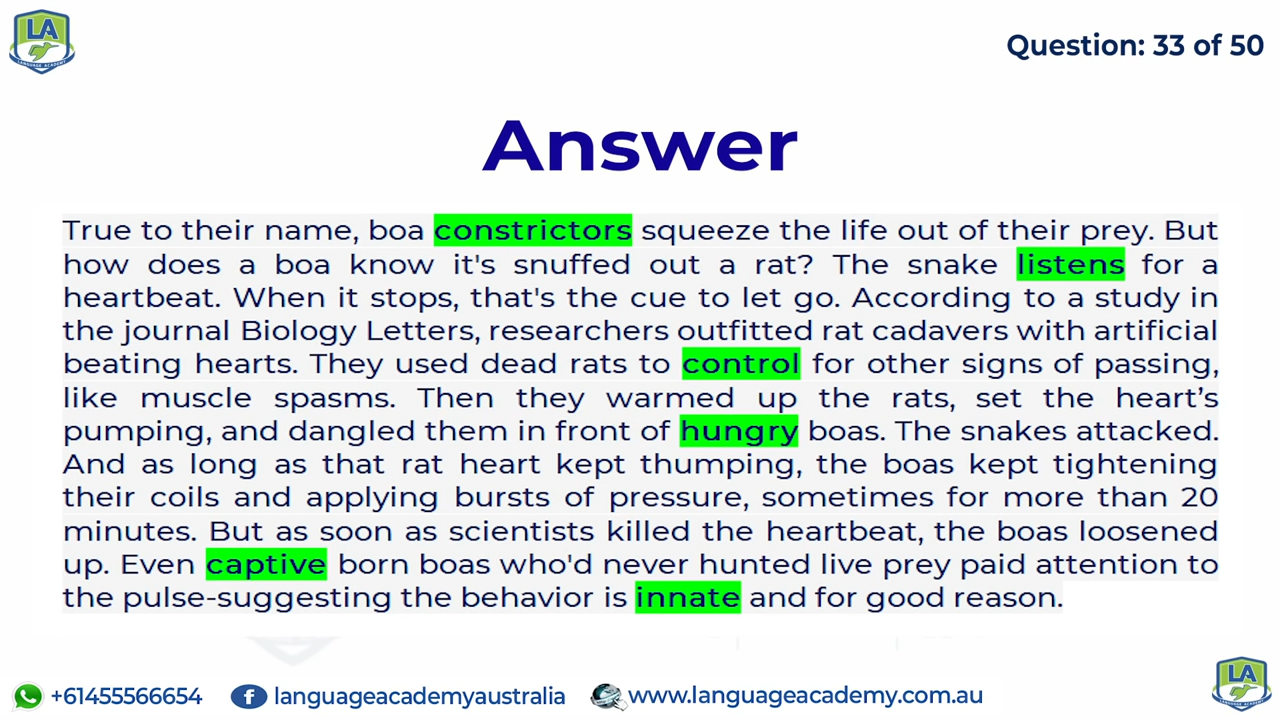 LA
LANGUAGE ACADEMY
Question: 33 of 50
Answer
True to their name, boa constrictors squeeze the life out of their prey. But
how does a boa know it's snuffed out a rat? The snake listens for a
heartbeat. When it stops, that's the cue to let go. According to a study in
the journal Biology Letters, researchers outfitted rat cadavers with artificial
beating hearts. They used dead rats to control for other signs of passing,
like muscle spasms. Then they warmed up the rats, set the heart’s
pumping, and dangled them in front of hungry boas. The snakes attacked.
And as long as that rat heart kept thumping, the boas kept tightening
their coils and applying bursts of pressure, sometimes for more than 20
minutes. But as soon as scientists killed the heartbeat, the boas loosened
up. Even captive born boas who'd never hunted live prey paid attention to
the pulse-suggesting the behavior is innate and for good reason.
+61455566654 languageacademyaustralia www.languageacademy.com.au
LA
LANGUAGE ACADEMY